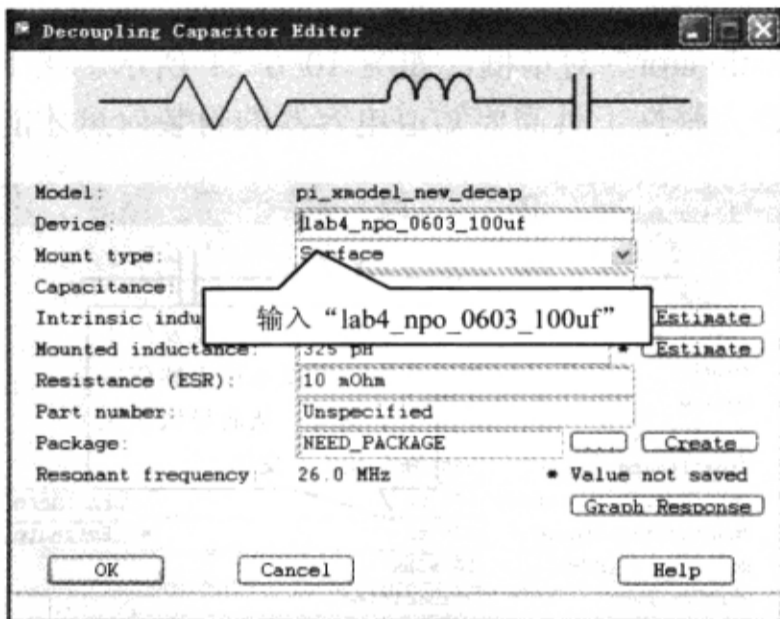 Decoupling Capacitor Editor
Model: pi_xmodel_new_decap
Device: lab4_npo_0603_100uf
Mount type: Surface
Capacitance:
输入“lab4_npo_0603_100uf”
Intrinsic indu Estimate
Mounted inductance: 325 pH * Estimate
Resistance (ESR): 10 mOhm
Part number: Unspecified
Package: NEED_PACKAGE ... Create
Resonant frequency: 26.0 MHz * Value not saved
Graph Response
OK Cancel Help